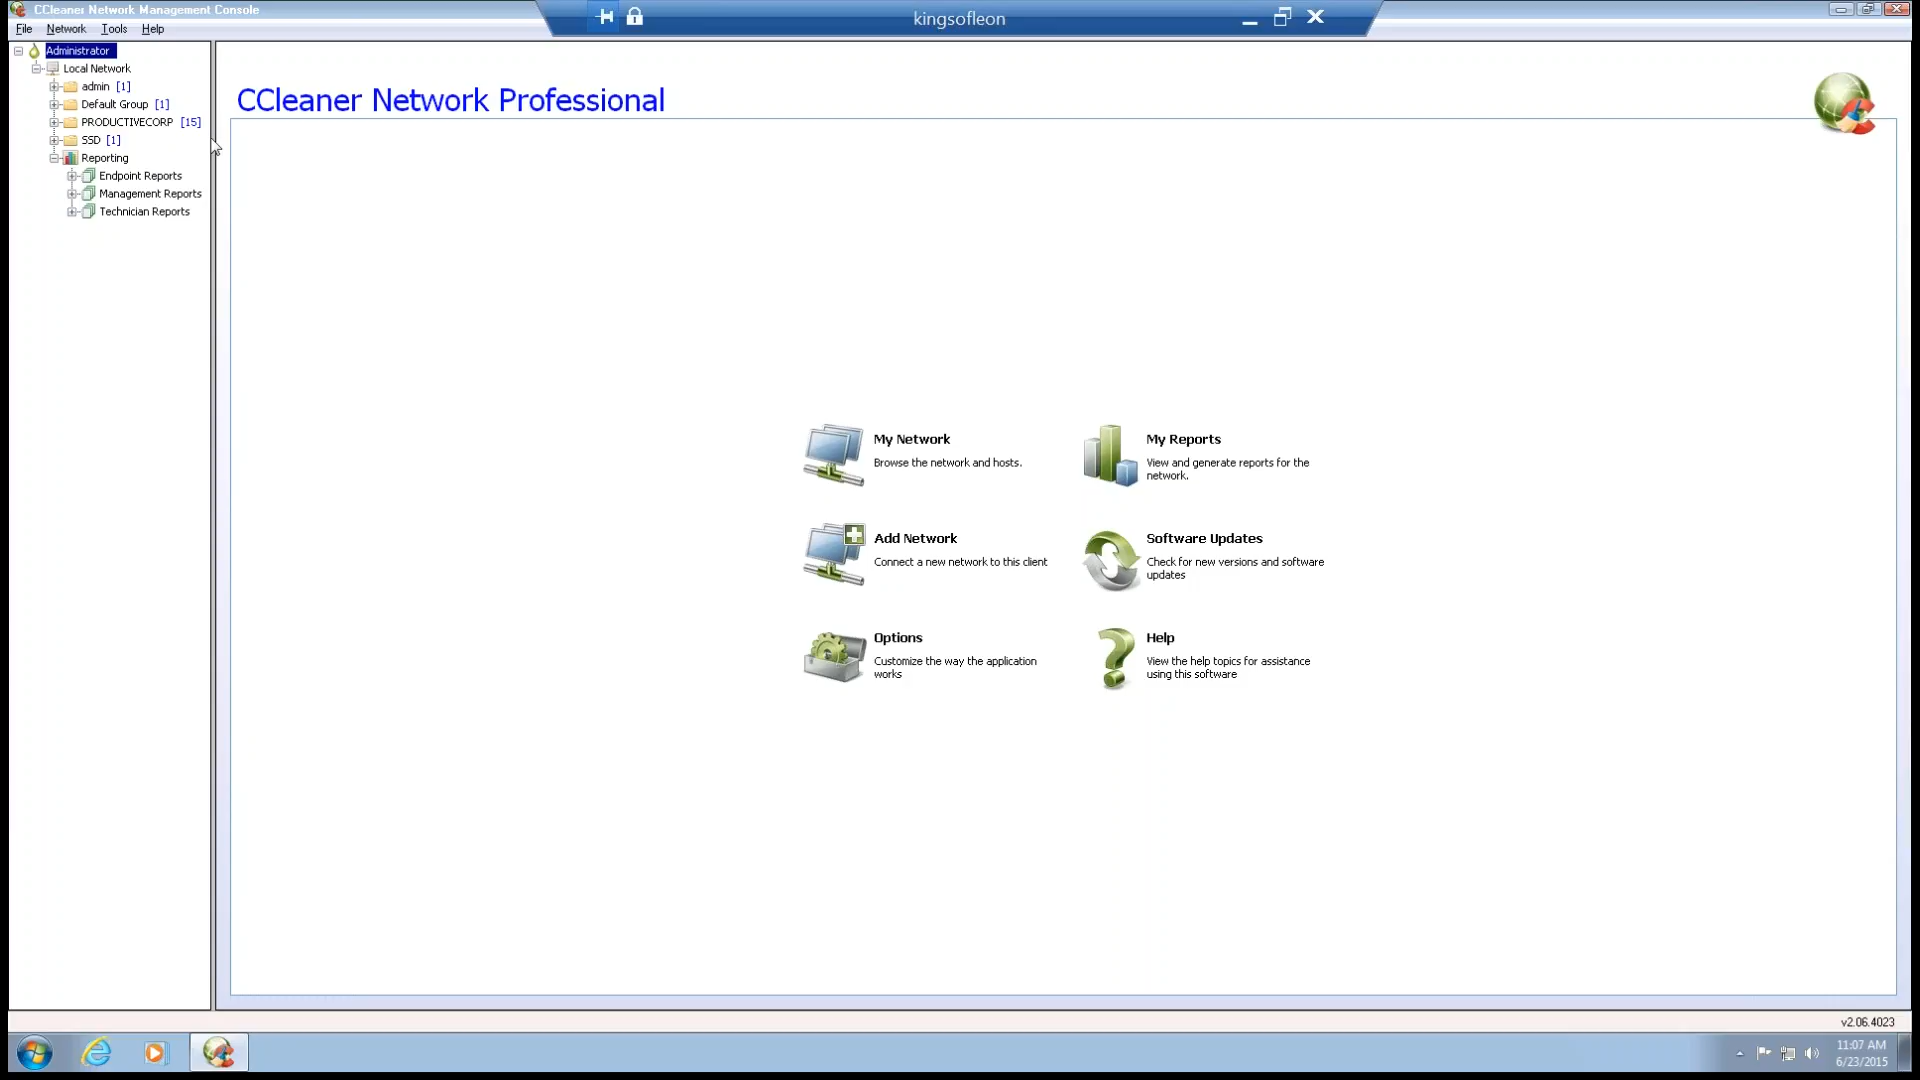 CCleaner Network Management Console
kingsofleon
File Network Tools Help
Administrator
Local Network
admin [1]
Default Group [1]
PRODUCTIVECORP [15]
SSD [1]
Reporting
Endpoint Reports
Management Reports
Technician Reports
CCleaner Network Professional
My Network
Browse the network and hosts.
My Reports
View and generate reports for the
network.
Add Network
Connect a new network to this client
Software Updates
Check for new versions and software
updates
Options
Customize the way the application
works
Help
View the help topics for assistance
using this software
v2.06.4023
11:07 AM
6/23/2015